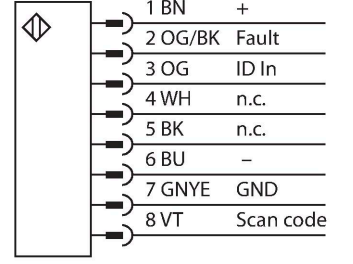 1 BN +
2 OG/BK Fault
3 OG ID In
4 WH n.c.
5 BK n.c.
6 BU –
7 GNYE GND
8 VT Scan code